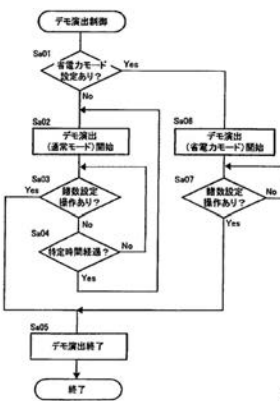 デモ演出制御
Sa01
省電力モード
設定あり?
Yes
No
Sa02
デモ演出
(通常モード)開始
Sa06
デモ演出
(省電力モード)開始
Sa03
Yes
賭数設定
操作あり?
No
Sa07
賭数設定
操作あり?
No
Yes
Sa04
特定時間経過?
No
Yes
Sa05
デモ演出終了
終了